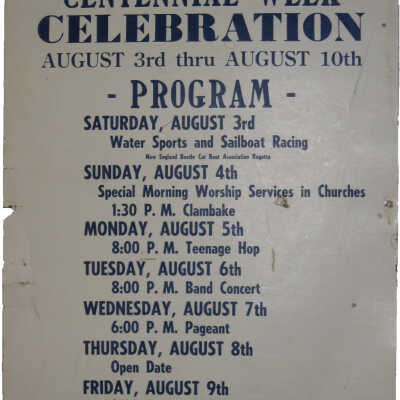 CENTENNIAL WEEK
CELEBRATION
AUGUST 3rd thru AUGUST 10th
- PROGRAM -
SATURDAY, AUGUST 3rd
Water Sports and Sailboat Racing
New England Beetle Cat Boat Association Regatta
SUNDAY, AUGUST 4th
Special Morning Worship Services in Churches
1:30 P. M. Clambake
MONDAY, AUGUST 5th
8:00 P. M. Teenage Hop
TUESDAY, AUGUST 6th
8:00 P. M. Band Concert
WEDNESDAY, AUGUST 7th
6:00 P. M. Pageant
THURSDAY, AUGUST 8th
Open Date
FRIDAY, AUGUST 9th